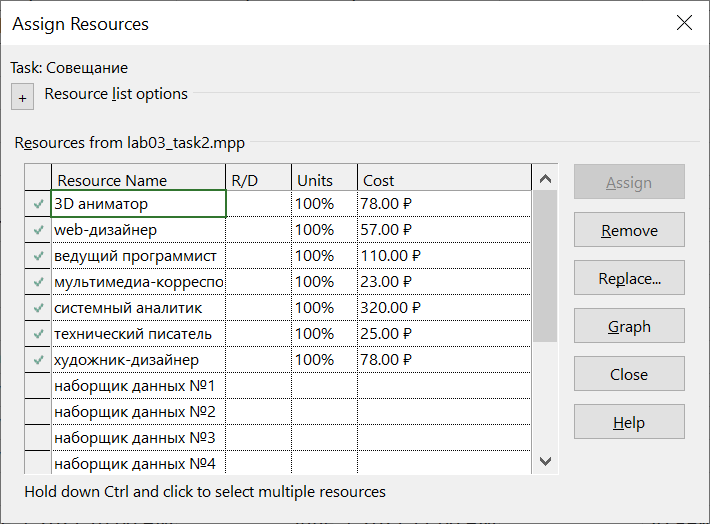 Assign Resources
Task: Совещание
+ Resource list options
Resources from lab03_task2.mpp
Resource Name R/D Units Cost
3D аниматор 100% 78.00 ₽
web-дизайнер 100% 57.00 ₽
ведущий программист 100% 110.00 ₽
мультимедиа-корреспо 100% 23.00 ₽
системный аналитик 100% 320.00 ₽
технический писатель 100% 25.00 ₽
художник-дизайнер 100% 78.00 ₽
наборщик данных №1
наборщик данных №2
наборщик данных №3
наборщик данных №4
Assign
Remove
Replace...
Graph
Close
Help
Hold down Ctrl and click to select multiple resources